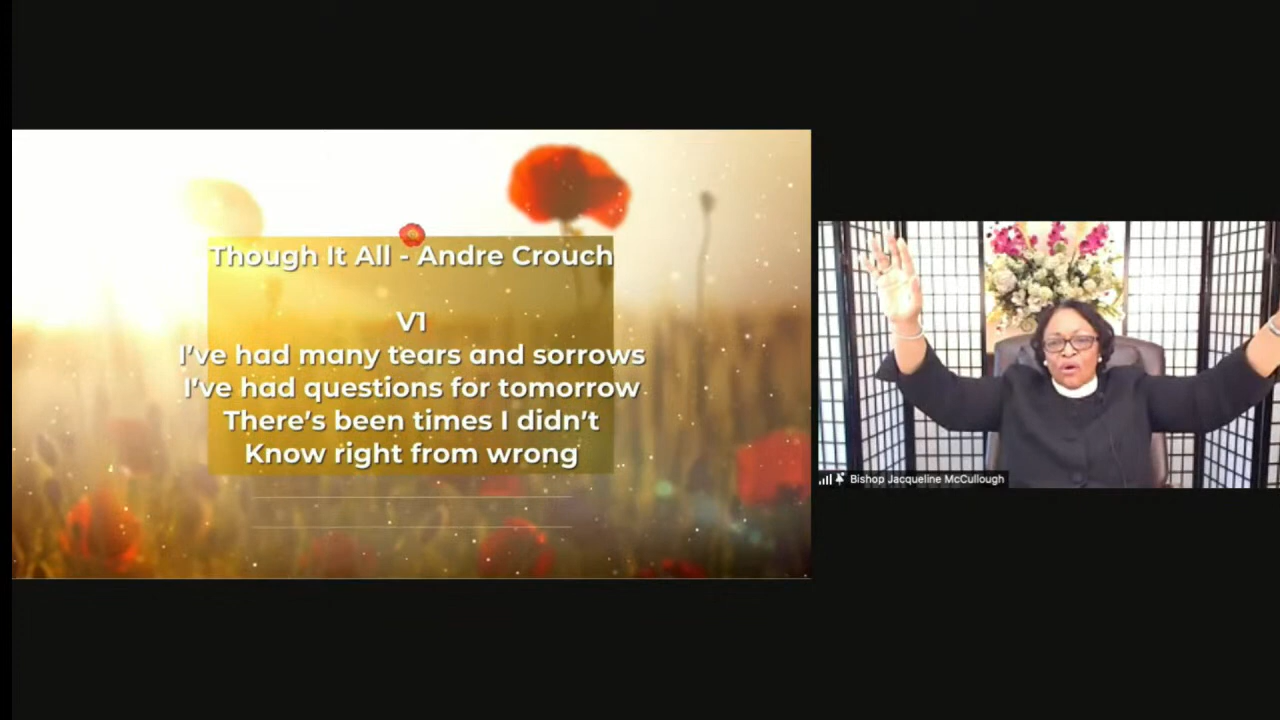 Though It All - Andre Crouch
V1
I've had many tears and sorrows
I've had questions for tomorrow
There's been times I didn't
Know right from wrong
Bishop Jacqueline McCullough